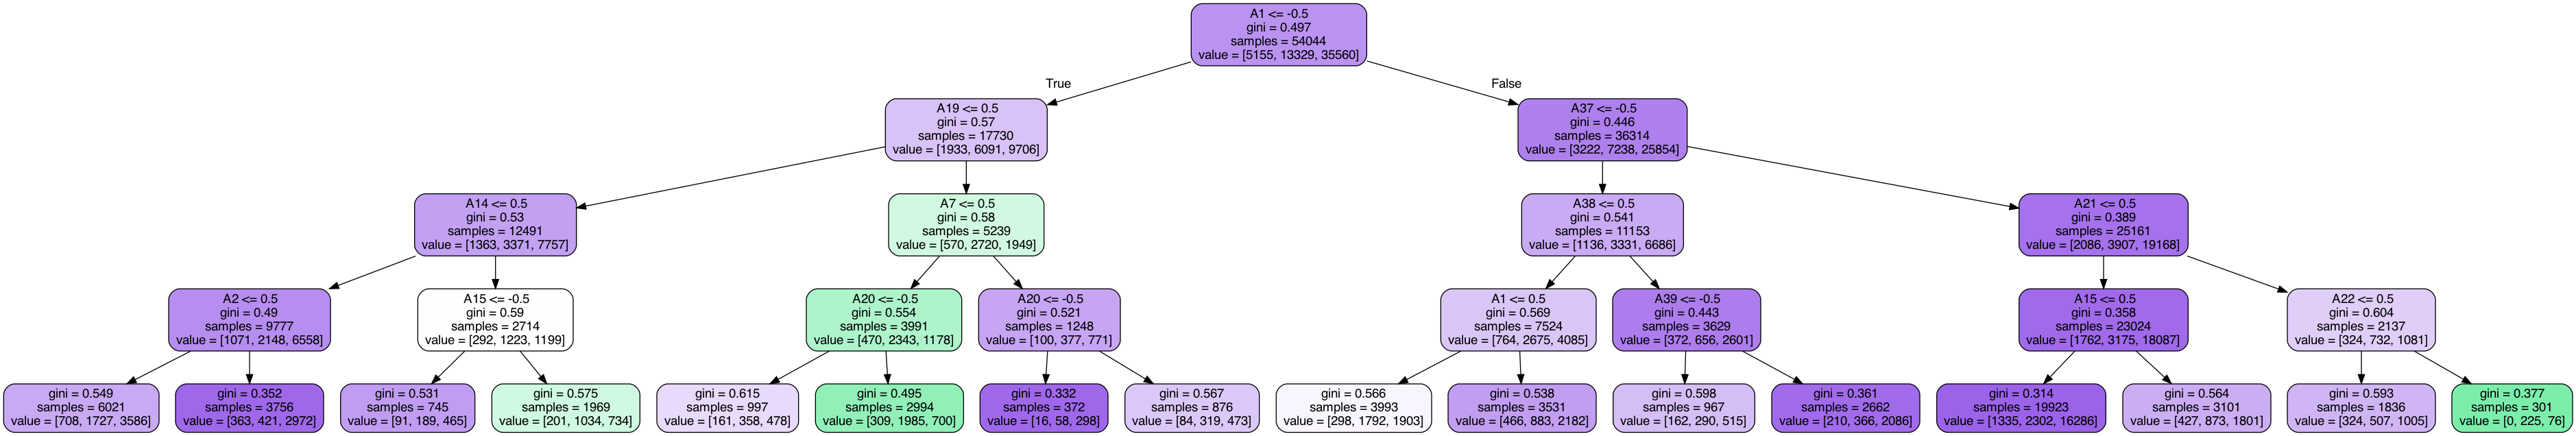 A1 <= -0.5
gini = 0.497
samples = 54044
value = [5155, 13329, 35560]
True
False
A19 <= 0.5
gini = 0.57
samples = 17730
value = [1933, 6091, 9706]
A37 <= -0.5
gini = 0.446
samples = 36314
value = [3222, 7238, 25854]
A14 <= 0.5
gini = 0.53
samples = 12491
value = [1363, 3371, 7757]
A7 <= 0.5
gini = 0.58
samples = 5239
value = [570, 2720, 1949]
A38 <= 0.5
gini = 0.541
samples = 11153
value = [1136, 3331, 6686]
A21 <= 0.5
gini = 0.389
samples = 25161
value = [2086, 3907, 19168]
A2 <= 0.5
gini = 0.49
samples = 9777
value = [1071, 2148, 6558]
A15 <= -0.5
gini = 0.59
samples = 2714
value = [292, 1223, 1199]
A20 <= -0.5
gini = 0.554
samples = 3991
value = [470, 2343, 1178]
A20 <= -0.5
gini = 0.521
samples = 1248
value = [100, 377, 771]
A1 <= 0.5
gini = 0.569
samples = 7524
value = [764, 2675, 4085]
A39 <= -0.5
gini = 0.443
samples = 3629
value = [372, 656, 2601]
A15 <= 0.5
gini = 0.358
samples = 23024
value = [1762, 3175, 18087]
A22 <= 0.5
gini = 0.604
samples = 2137
value = [324, 732, 1081]
gini = 0.549
samples = 6021
value = [708, 1727, 3586]
gini = 0.352
samples = 3756
value = [363, 421, 2972]
gini = 0.531
samples = 745
value = [91, 189, 465]
gini = 0.575
samples = 1969
value = [201, 1034, 734]
gini = 0.615
samples = 997
value = [161, 358, 478]
gini = 0.495
samples = 2994
value = [309, 1985, 700]
gini = 0.332
samples = 372
value = [16, 58, 298]
gini = 0.567
samples = 876
value = [84, 319, 473]
gini = 0.566
samples = 3993
value = [298, 1792, 1903]
gini = 0.538
samples = 3531
value = [466, 883, 2182]
gini = 0.598
samples = 967
value = [162, 290, 515]
gini = 0.361
samples = 2662
value = [210, 366, 2086]
gini = 0.314
samples = 19923
value = [1335, 2302, 16286]
gini = 0.564
samples = 3101
value = [427, 873, 1801]
gini = 0.593
samples = 1836
value = [324, 507, 1005]
gini = 0.377
samples = 301
value = [0, 225, 76]